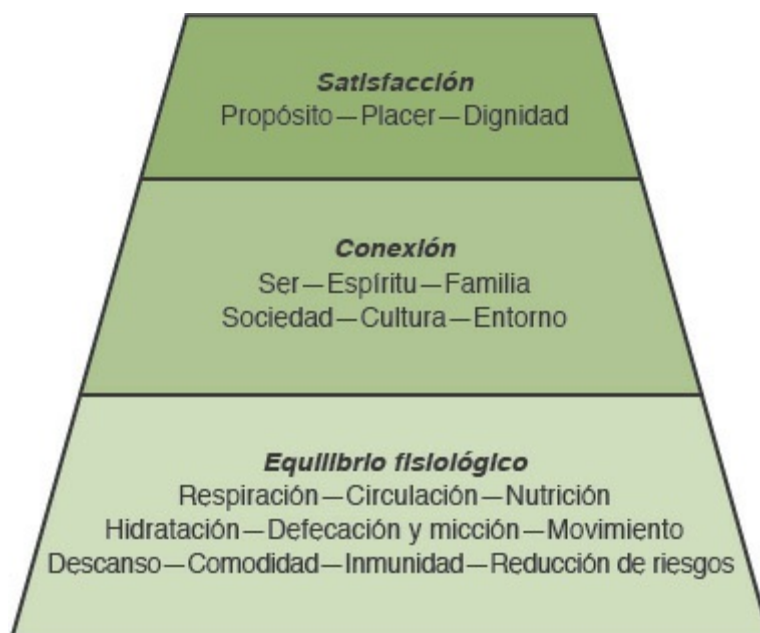 Satisfacción
Propósito—Placer—Dignidad
Conexión
Ser—Espíritu—Familia
Sociedad—Cultura—Entorno
Equilibrio fisiológico
Respiración—Circulación—Nutrición
Hidratación—Defecación y micción—Movimiento
Descanso—Comodidad—Inmunidad—Reducción de riesgos